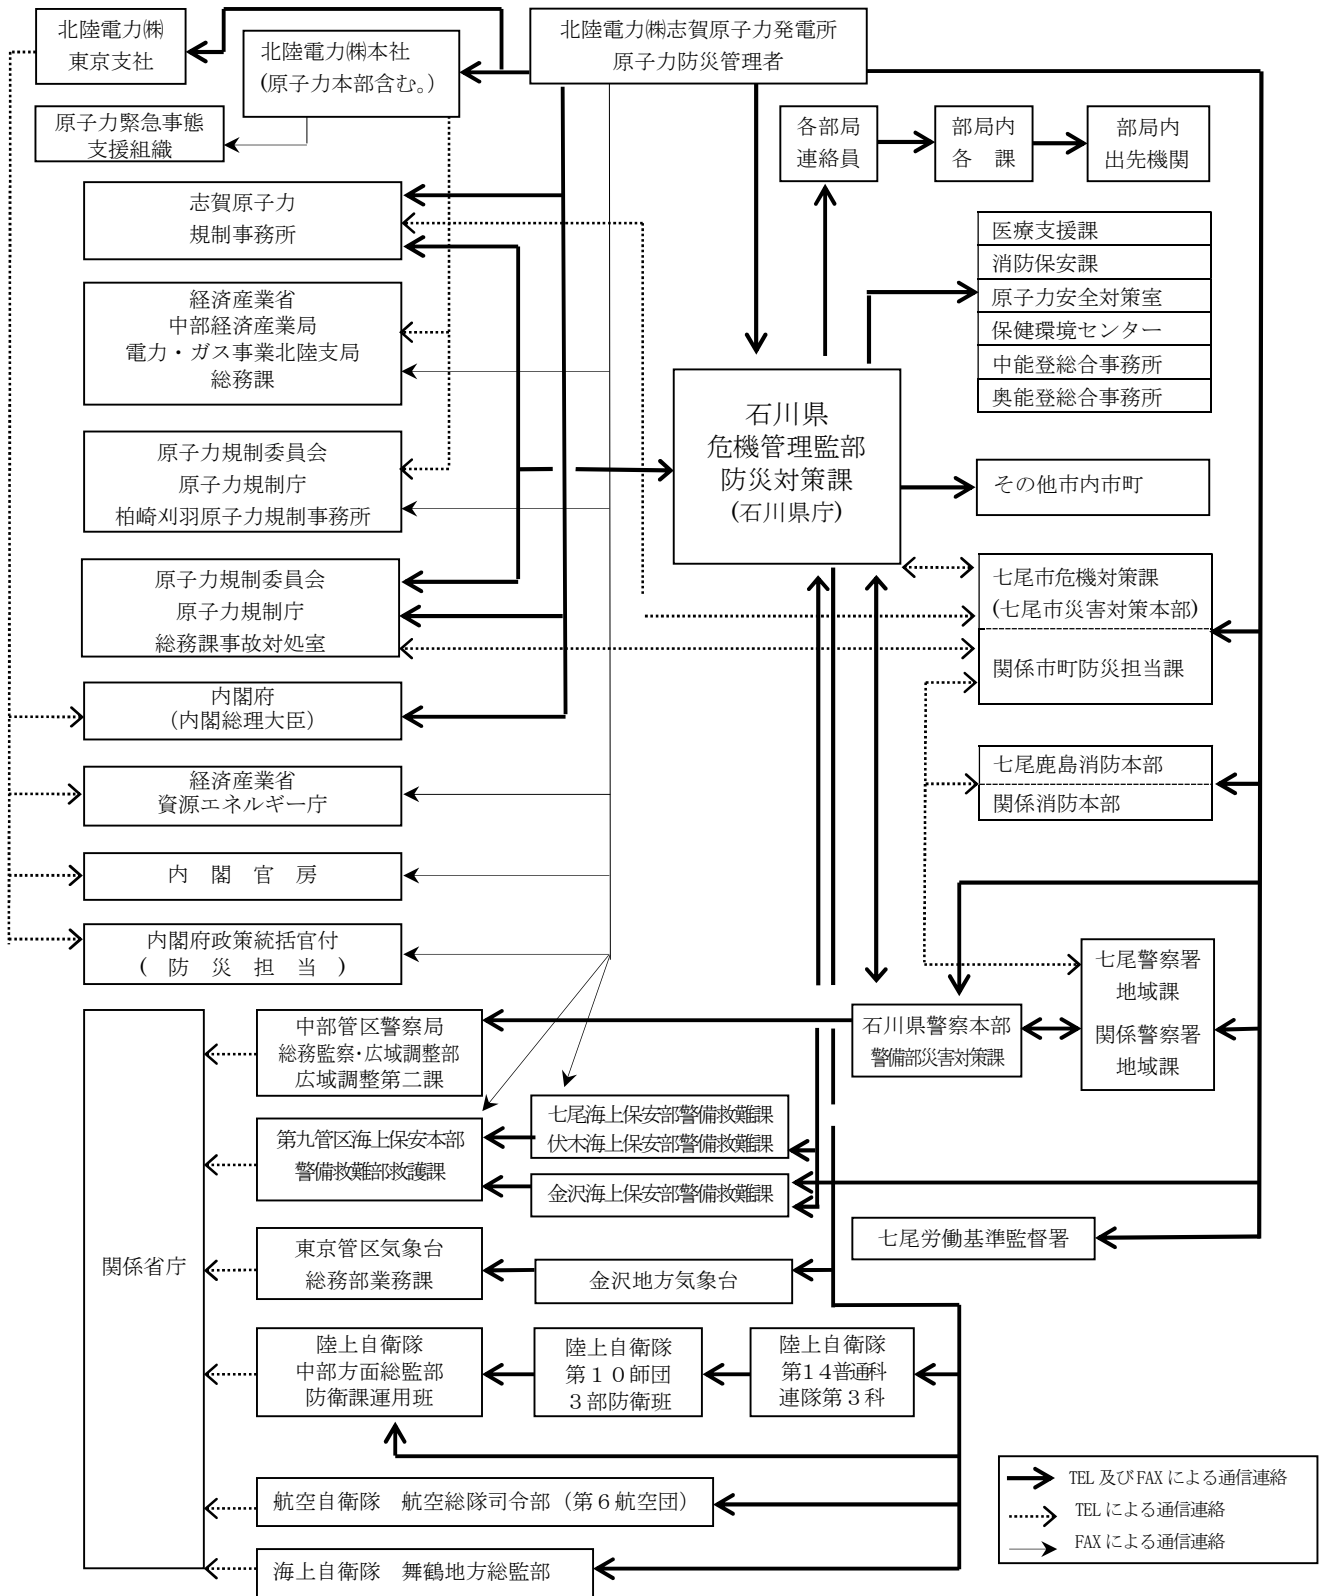 北陸電力㈱
東京支社
北陸電力㈱本社
(原子力本部含む。)
北陸電力㈱志賀原子力発電所
原子力防災管理者
原子力緊急事態
支援組織
各部局
連絡員
部局内
各　課
部局内
出先機関
志賀原子力
規制事務所
医療支援課
消防保安課
原子力安全対策室
保健環境センター
中能登総合事務所
奥能登総合事務所
経済産業省
中部経済産業局
電力・ガス事業北陸支局
総務課
石川県
危機管理監部
防災対策課
(石川県庁)
原子力規制委員会
原子力規制庁
柏崎刈羽原子力規制事務所
その他市内市町
原子力規制委員会
原子力規制庁
総務課事故対処室
七尾市危機対策課
(七尾市災害対策本部)
関係市町防災担当課
内閣府
（内閣総理大臣）
経済産業省
資源エネルギー庁
七尾鹿島消防本部
関係消防本部
内　閣　官　房
内閣府政策統括官付
（　防　災　担　当　）
七尾警察署
地域課
関係警察署
地域課
関係省庁
中部管区警察局
総務監察・広域調整部
広域調整第二課
石川県警察本部
警備部災害対策課
第九管区海上保安本部
警備救難部救護課
七尾海上保安部警備救難課
伏木海上保安部警備救難課
金沢海上保安部警備救難課
七尾労働基準監督署
東京管区気象台
総務部業務課
金沢地方気象台
陸上自衛隊
中部方面総監部
防衛課運用班
陸上自衛隊
第１０師団
３部防衛班
陸上自衛隊
第１４普通科
連隊第３科
航空自衛隊　航空総隊司令部（第６航空団）
海上自衛隊　舞鶴地方総監部
TEL 及び FAX による通信連絡
TEL による通信連絡
FAX による通信連絡